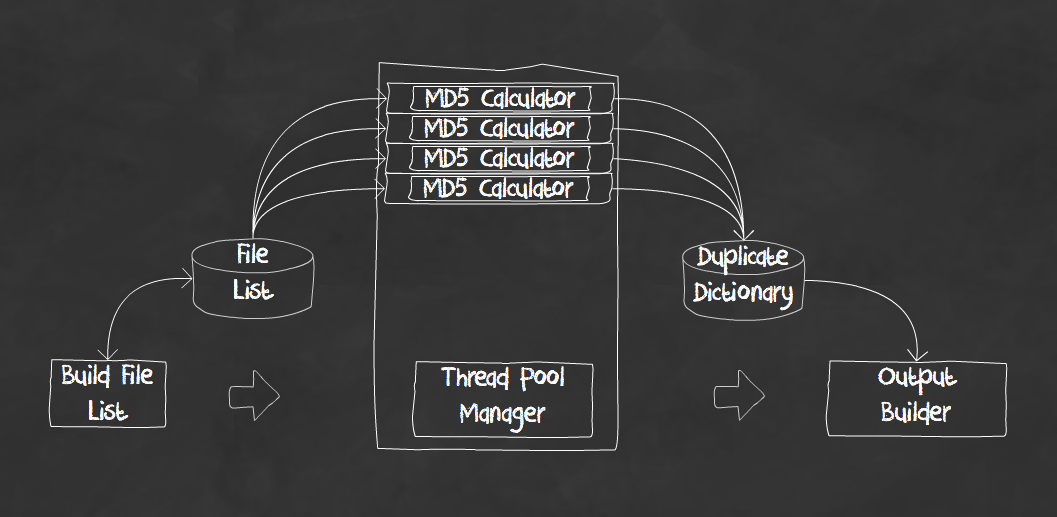 MD5 Calculator
MD5 Calculator
MD5 Calculator
MD5 Calculator
File
List
Duplicate
Dictionary
Build File
List
Thread Pool
Manager
Output
Builder